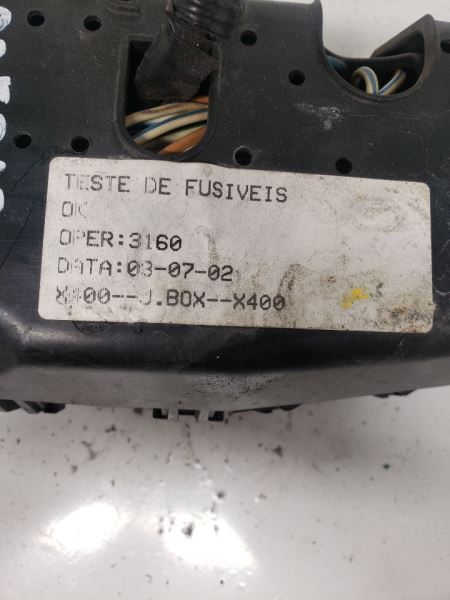 TESTE DE FUSIVEIS
OK
OPER:3160
DATA:03-07-02
X400--J.BOX--X400